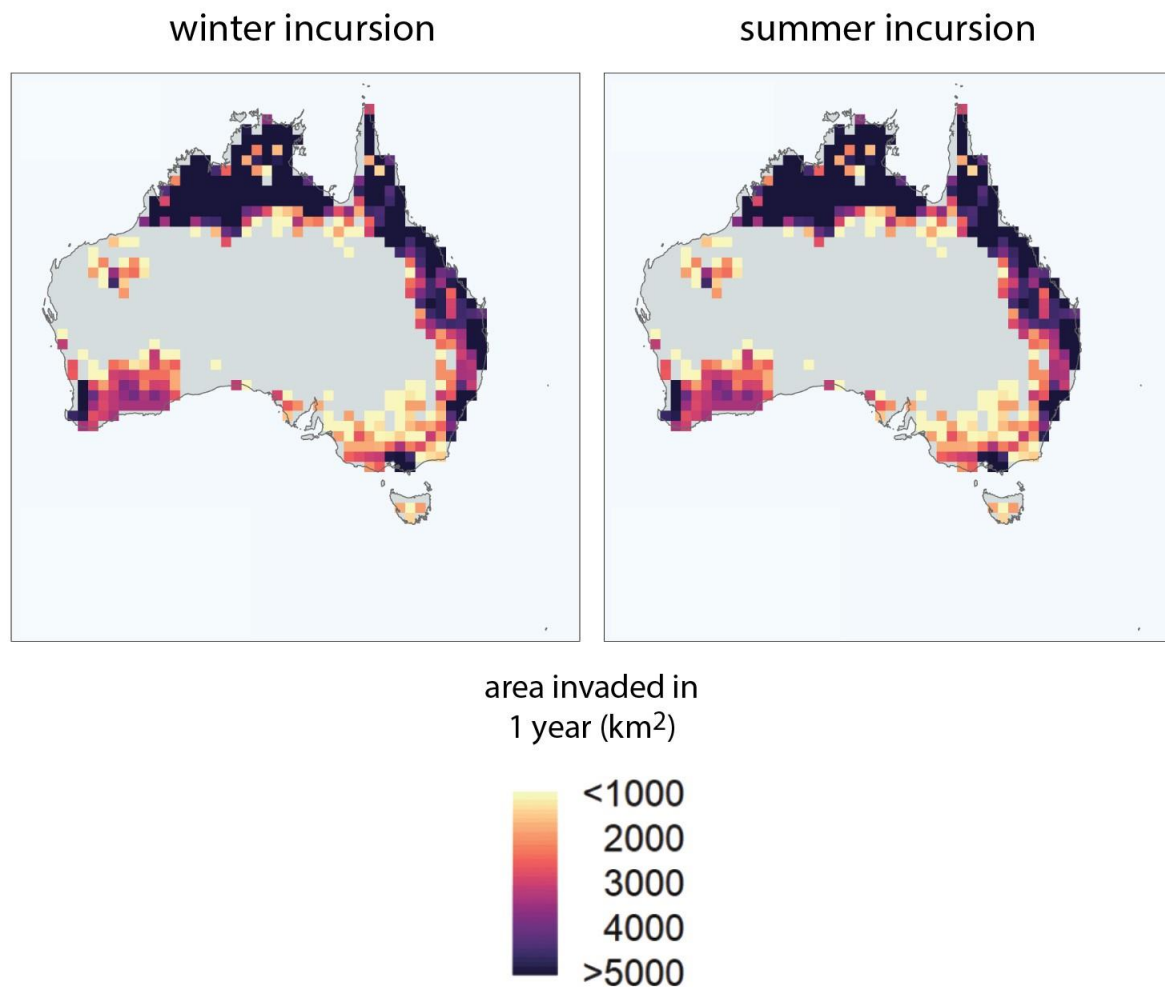 winter incursion
summer incursion
area invaded in
1 year (km²)
<1000
2000
3000
4000
>5000